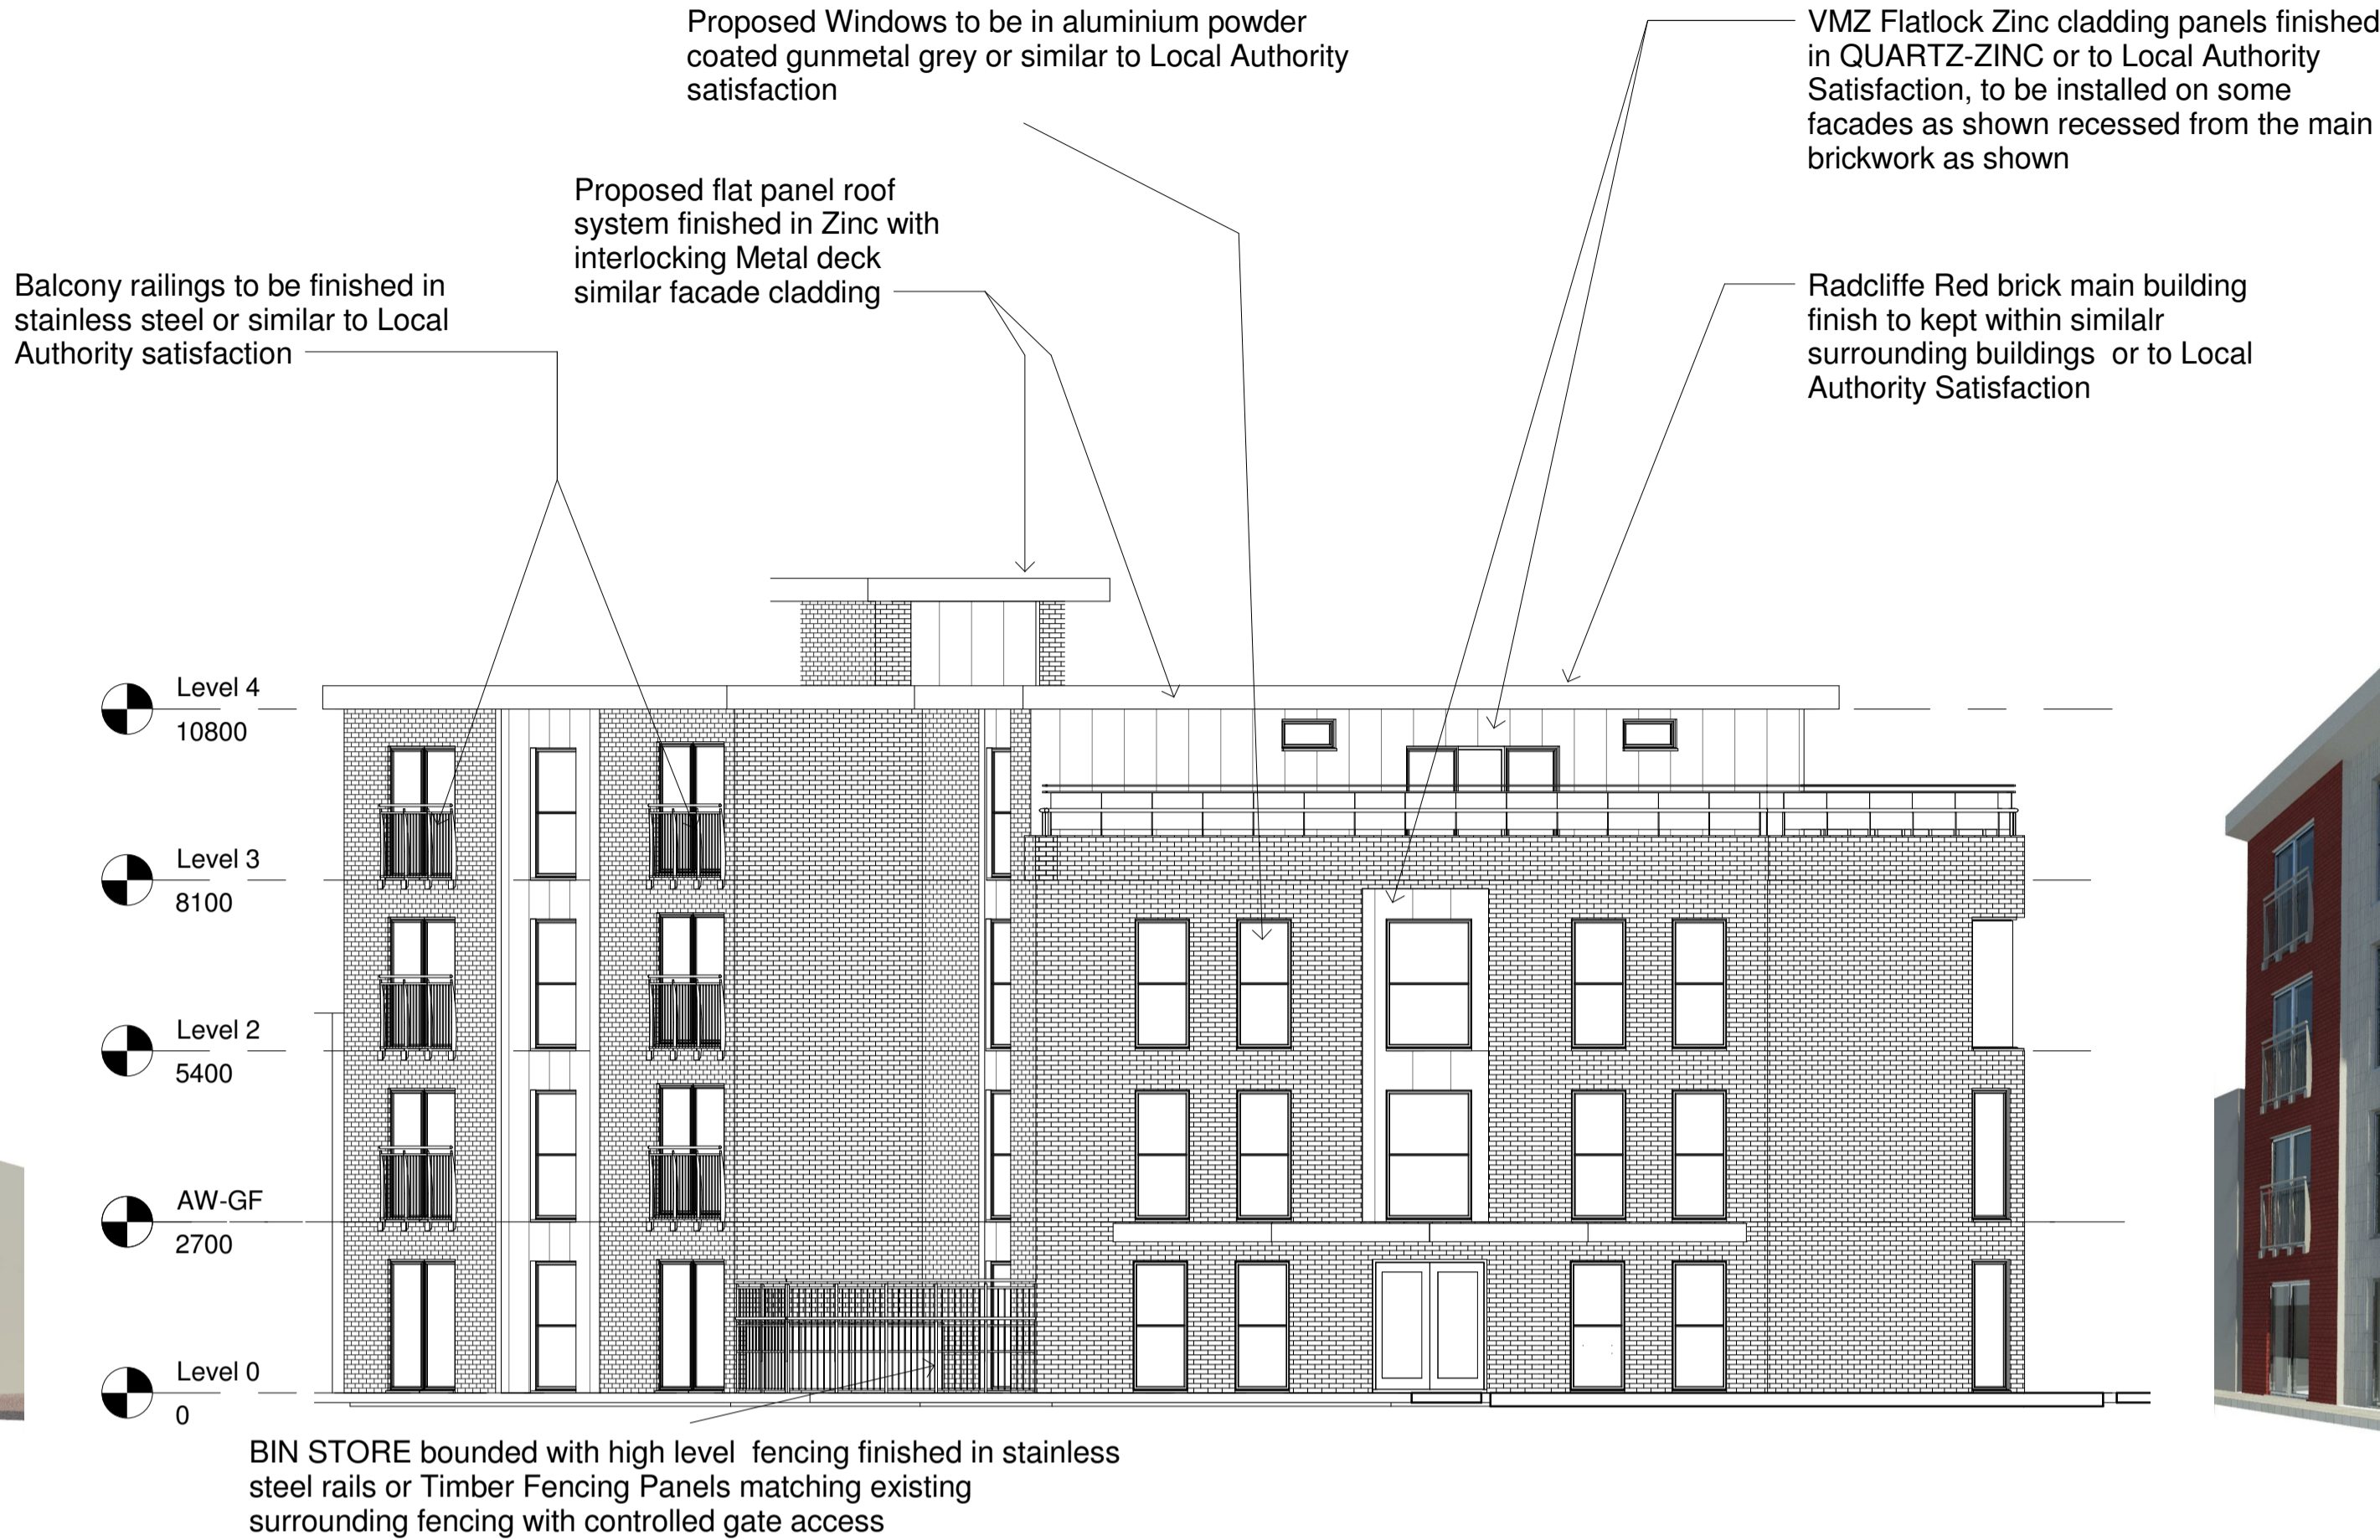 Proposed Windows to be in aluminium powder
coated gunmetal grey or similar to Local Authority
satisfaction
VMZ Flatlock Zinc cladding panels finished
in QUARTZ-ZINC or to Local Authority
Satisfaction, to be installed on some
facades as shown recessed from the main
brickwork as shown
Proposed flat panel roof
system finished in Zinc with
interlocking Metal deck
similar facade cladding
Balcony railings to be finished in
stainless steel or similar to Local
Authority satisfaction
Radcliffe Red brick main building
finish to kept within similalr
surrounding buildings or to Local
Authority Satisfaction
Level 4
10800
Level 3
8100
Level 2
5400
AW-GF
2700
Level 0
0
BIN STORE bounded with high level fencing finished in stainless
steel rails or Timber Fencing Panels matching existing
surrounding fencing with controlled gate access